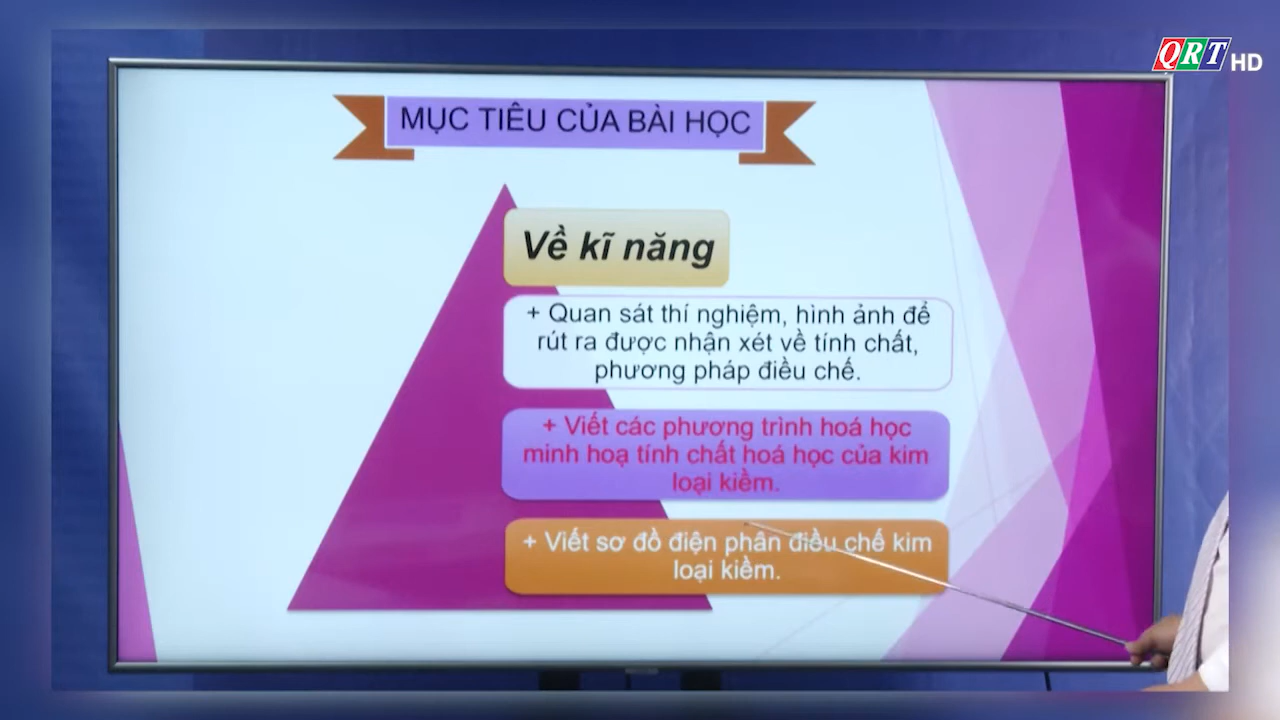 QRT HD
MỤC TIÊU CỦA BÀI HỌC
Về kĩ năng
+ Quan sát thí nghiệm, hình ảnh để
rút ra được nhận xét về tính chất,
phương pháp điều chế.
+ Viết các phương trình hoá học
minh hoạ tính chất hoá học của kim
loại kiềm.
+ Viết sơ đồ điện phân điều chế kim
loại kiềm.